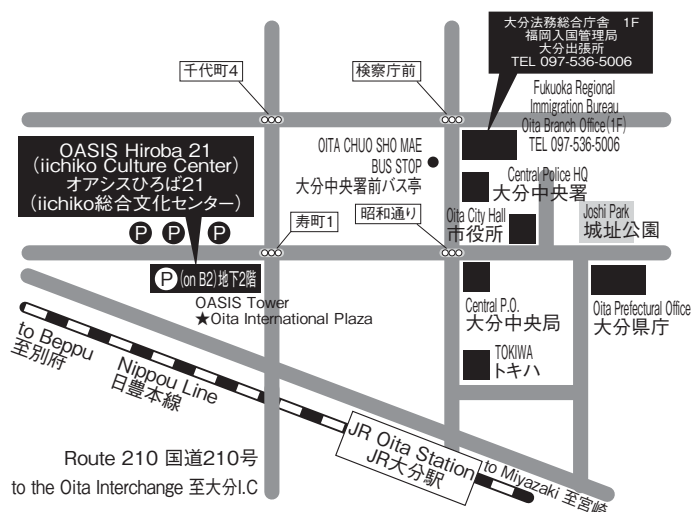 大分法務総合庁舎 1F
福岡入国管理局
大分出張所
TEL 097-536-5006
千代町4
検察庁前
Fukuoka Regional
Immigration Bureau
Oita Branch Office(1F)
TEL 097-536-5006
OASIS Hiroba 21
(iichiko Culture Center)
オアシスひろば21
(iichiko総合文化センター)
OITA CHUO SHO MAE
BUS STOP
大分中央署前バス亭
Central Police HQ
大分中央署
寿町1
昭和通り
Oita City Hall
市役所
Joshi Park
城址公園
P P P
P (on B2)地下2階
OASIS Tower
★Oita International Plaza
Central P.O.
大分中央局
Oita Prefectural Office
大分県庁
to Beppu
至別府
Nippou Line
日豊本線
TOKIWA
トキハ
JR Oita Station
JR大分駅
to Miyazaki 至宮崎
Route 210 国道210号
to the Oita Interchange 至大分I.C